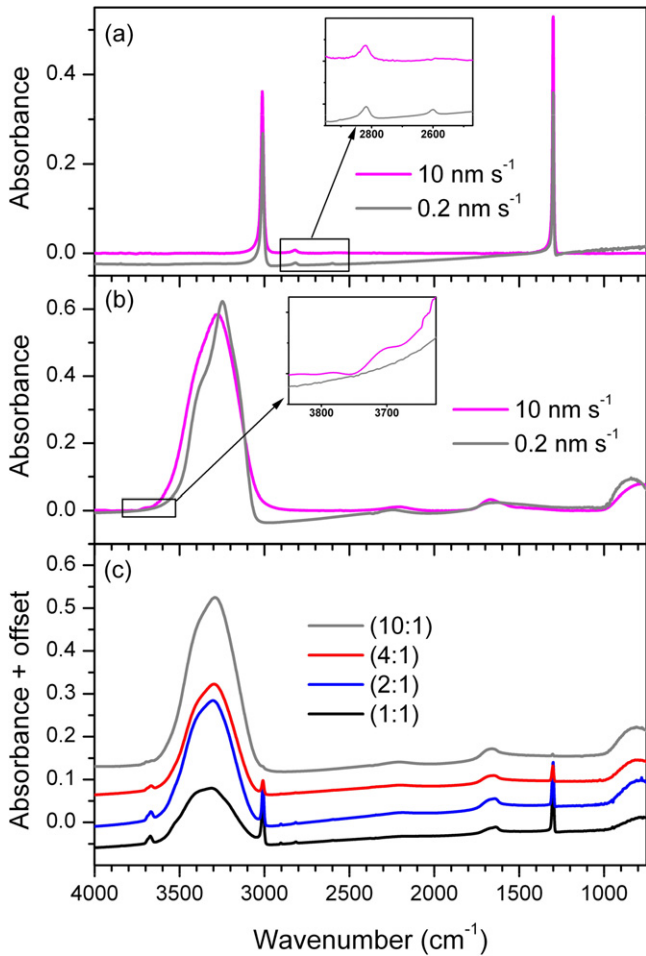 (a)
Absorbance
0.4
0.2
0.0
2800 2600
10 nm s⁻¹
0.2 nm s⁻¹
(b)
Absorbance
0.6
0.4
0.2
0.0
3800 3700
10 nm s⁻¹
0.2 nm s⁻¹
(c)
Absorbance + offset
0.6
0.5
0.4
0.3
0.2
0.1
0.0
(10:1)
(4:1)
(2:1)
(1:1)
4000 3500 3000 2500 2000 1500 1000
Wavenumber (cm⁻¹)